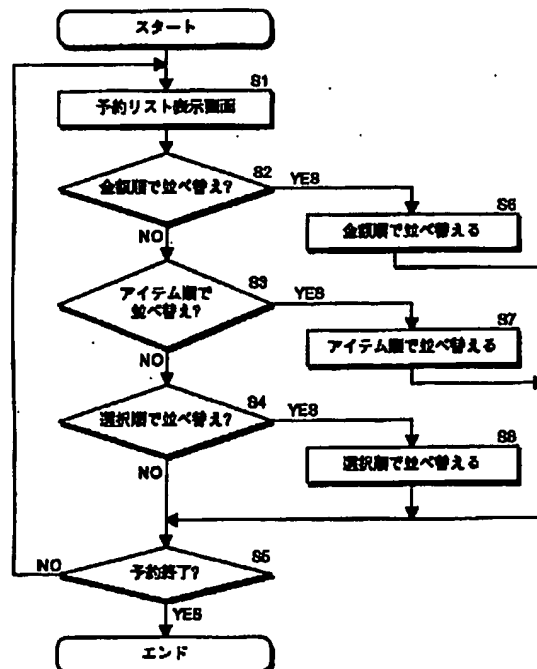 スタート
S1
予約リスト表示画面
S2
金額順で並べ替え?
YES
S6
金額順で並べ替える
NO
S3
アイテム順で
並べ替え?
YES
S7
アイテム順で並べ替える
NO
S4
選択順で並べ替え?
YES
S8
選択順で並べ替える
NO
S5
予約終了?
NO
YES
エンド